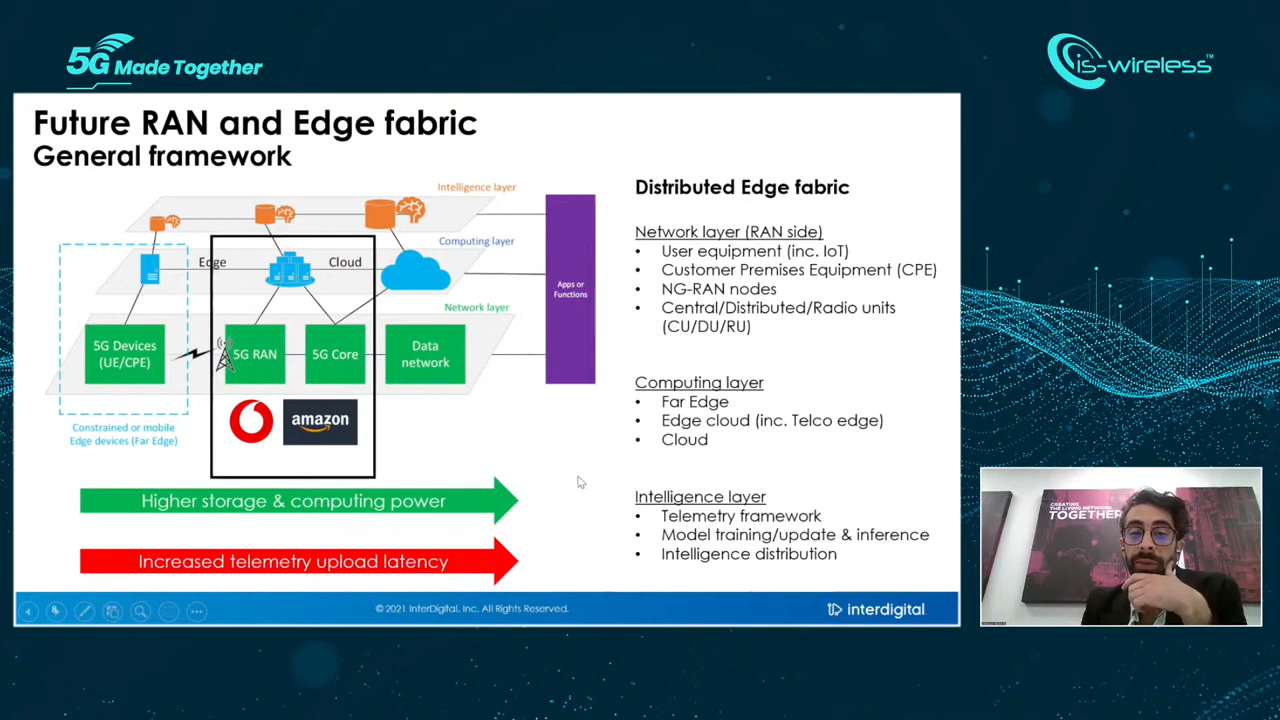 5G Made Together
is-wireless™
Future RAN and Edge fabric
General framework
Intelligence layer
Computing layer
Edge
Cloud
Network layer
5G Devices
(UE/CPE)
5G RAN
5G Core
Data
network
Apps or
Functions
amazon
Constrained or mobile
Edge devices (Far Edge)
Higher storage & computing power
Increased telemetry upload latency
Distributed Edge fabric
Network layer (RAN side)
• User equipment (inc. IoT)
• Customer Premises Equipment (CPE)
• NG-RAN nodes
• Central/Distributed/Radio units
(CU/DU/RU)
Computing layer
• Far Edge
• Edge cloud (inc. Telco edge)
• Cloud
Intelligence layer
• Telemetry framework
• Model training/update & inference
• Intelligence distribution
© 2021 InterDigital, Inc. All Rights Reserved.
interdigital
CREATING
THE LIVING NETWORK
TOGETHER